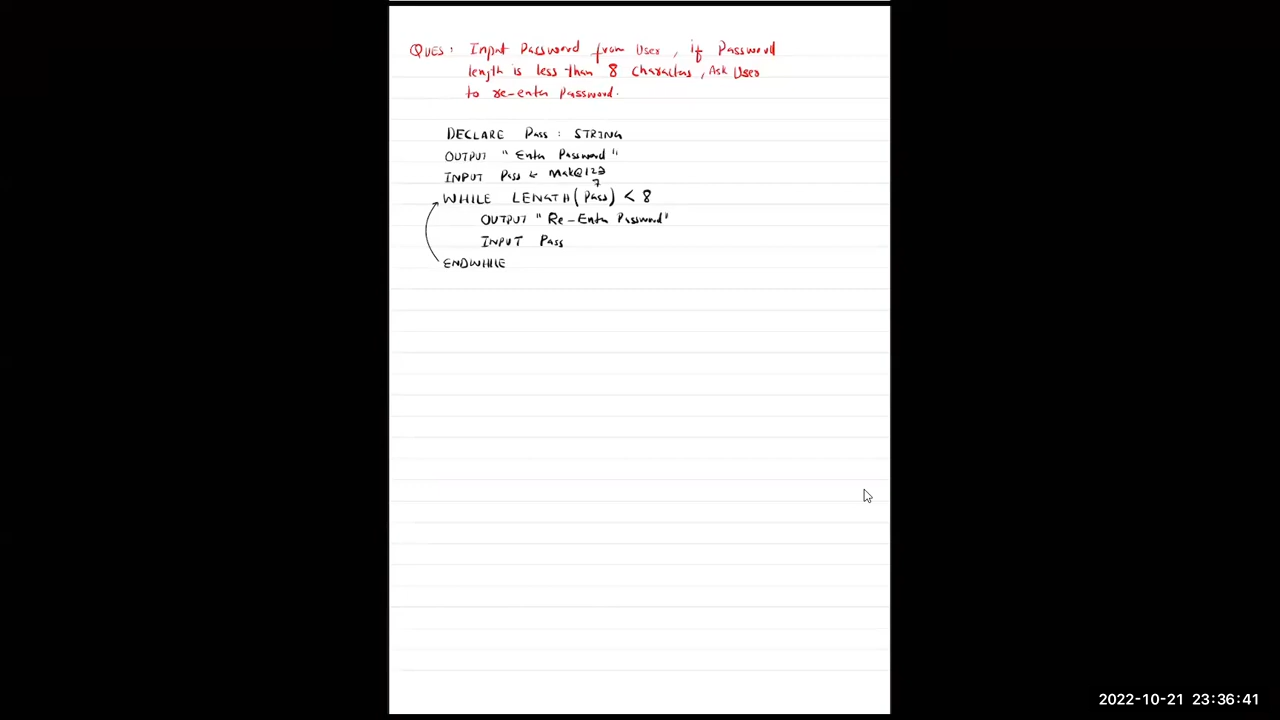 QUES: Input Password from User, if Password
length is less than 8 characters, Ask User
to re-enter password.
DECLARE Pass : STRING
OUTPUT "Enter Password"
INPUT Pass ← Mak@123
7
WHILE LENGTH(Pass) < 8
OUTPUT "Re-Enter Password"
INPUT Pass
ENDWHILE
2022-10-21 23:36:41